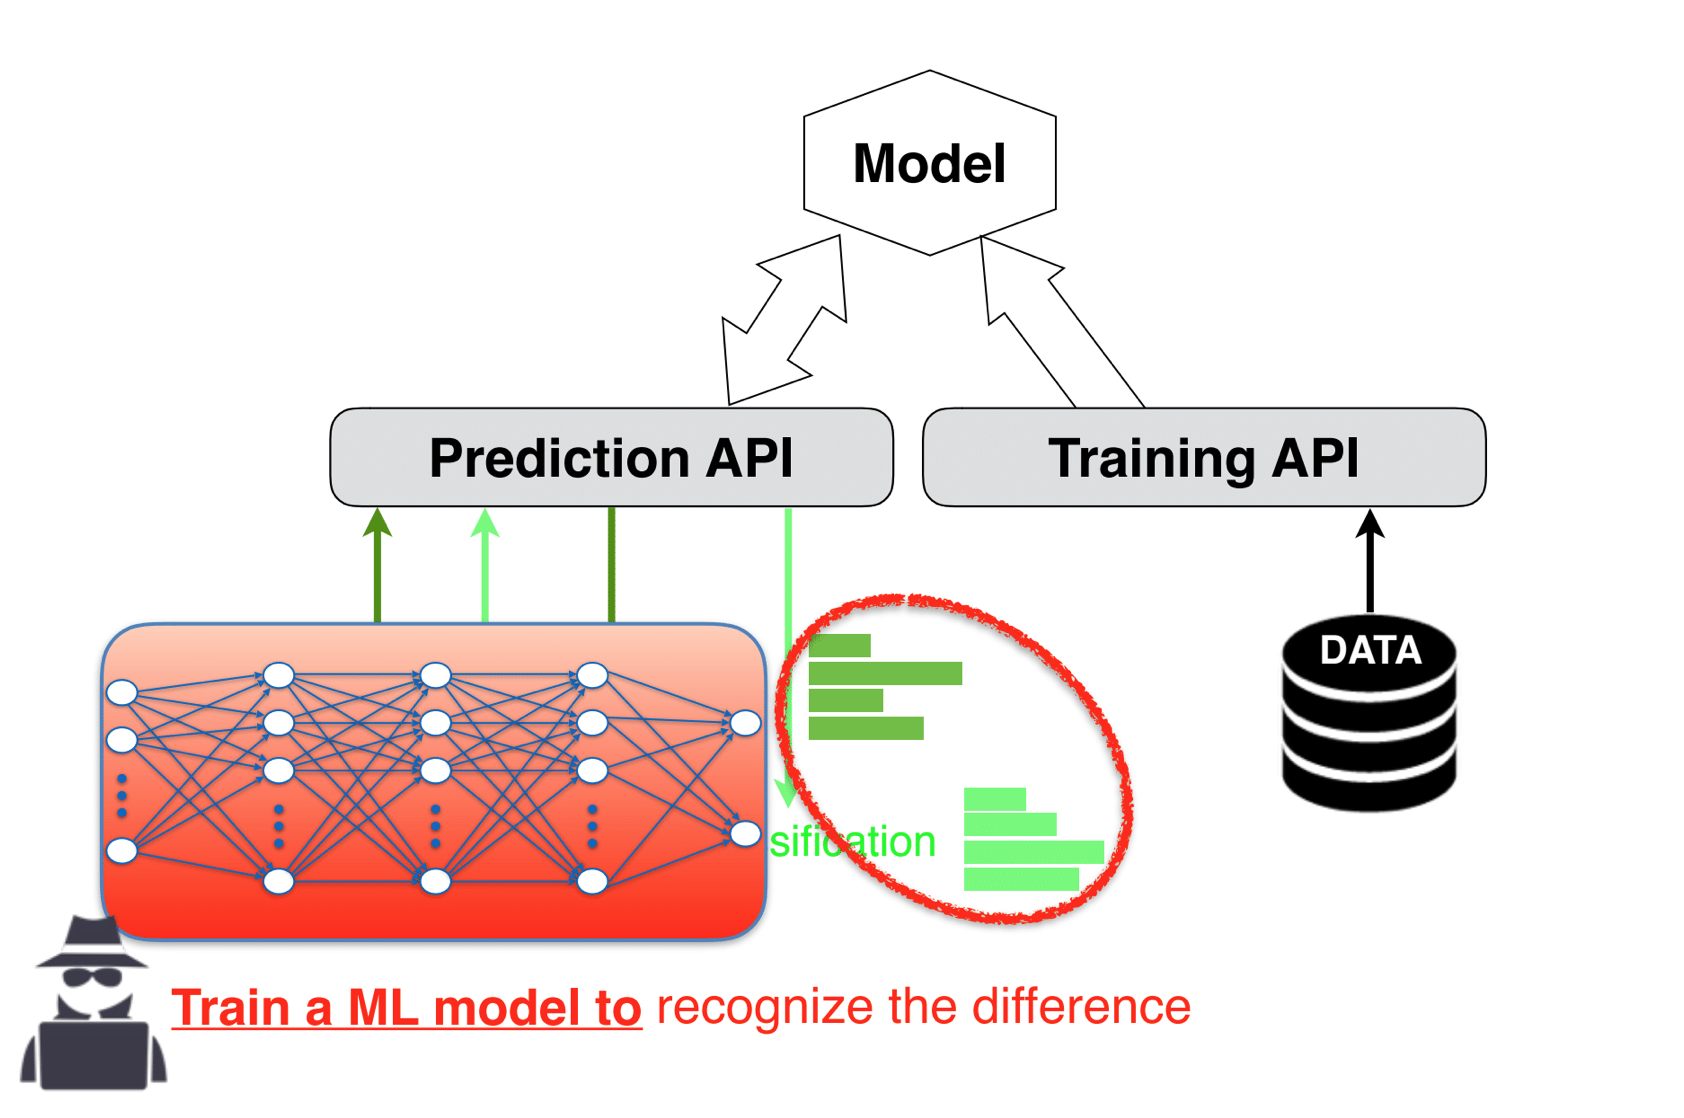 Model
Prediction API
Training API
DATA
sification
Train a ML model to recognize the difference